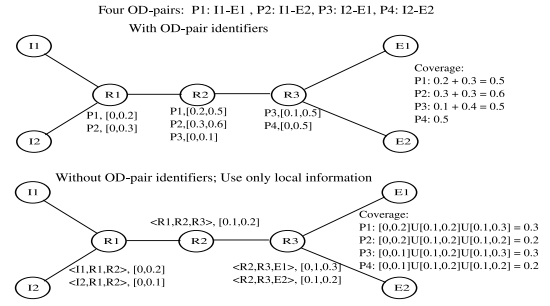 Four OD-pairs: P1: I1-E1 , P2: I1-E2, P3: I2-E1, P4: I2-E2
With OD-pair identifiers
I1
E1
R1
R2
R3
Coverage:
P1: 0.2 + 0.3 = 0.5
P2: 0.3 + 0.3 = 0.6
P3: 0.1 + 0.4 = 0.5
P4: 0.5
P1, [0,0.2]
P2, [0,0.3]
P1,[0.2,0.5]
P2,[0.3,0.6]
P3,[0,0.1]
P3,[0.1,0.5]
P4,[0,0.5]
I2
E2
Without OD-pair identifiers; Use only local information
I1
E1
<R1,R2,R3>, [0.1,0.2]
R1
R2
R3
Coverage:
P1: [0,0.2]U[0.1,0.2]U[0.1,0.3] = 0.3
P2: [0,0.2]U[0.1,0.2]U[0.1,0.2] = 0.2
P3: [0,0.1]U[0.1,0.2]U[0.1,0.3] = 0.3
P4: [0,0.1]U[0.1,0.2]U[0.1,0.2] = 0.2
<I1,R1,R2>, [0,0.2]
<I2,R1,R2>, [0,0.1]
<R2,R3,E1>, [0.1,0.3]
<R2,R3,E2>, [0.1,0.2]
I2
E2